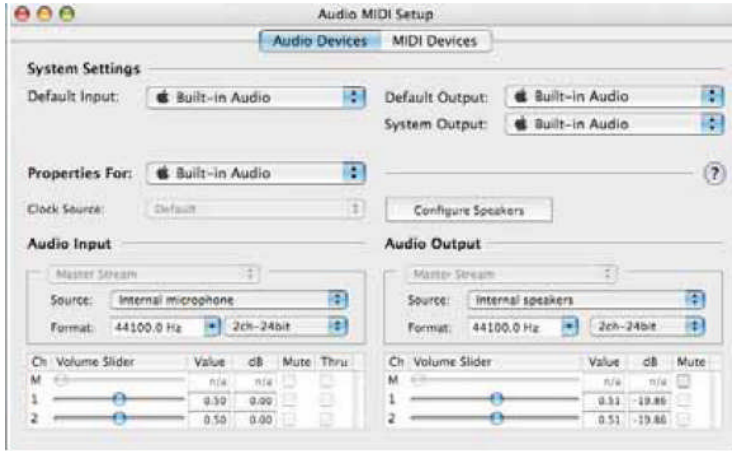 Audio MIDI Setup
Audio Devices MIDI Devices
System Settings
Default Input: Built-in Audio
Default Output: Built-in Audio
System Output: Built-in Audio
Properties For: Built-in Audio ?
Clock Source: Default
Configure Speakers
Audio Input
Master Stream
Source: Internal microphone
Format: 44100.0 Hz 2ch-24bit
Ch Volume Slider Value dB Mute Thru
M n/a n/a
1 0.50 0.00
2 0.50 0.00
Audio Output
Master Stream
Source: Internal speakers
Format: 44100.0 Hz 2ch-24bit
Ch Volume Slider Value dB Mute
M n/a n/a
1 0.51 -19.86
2 0.51 -19.86